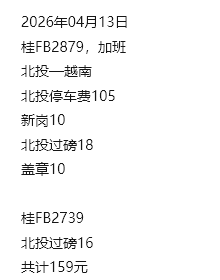 2026年04月13日
桂FB2879，加班
北投—越南
北投停车费105
新岗10
北投过磅18
盖章10

桂FB2739
北投过磅16
共计159元